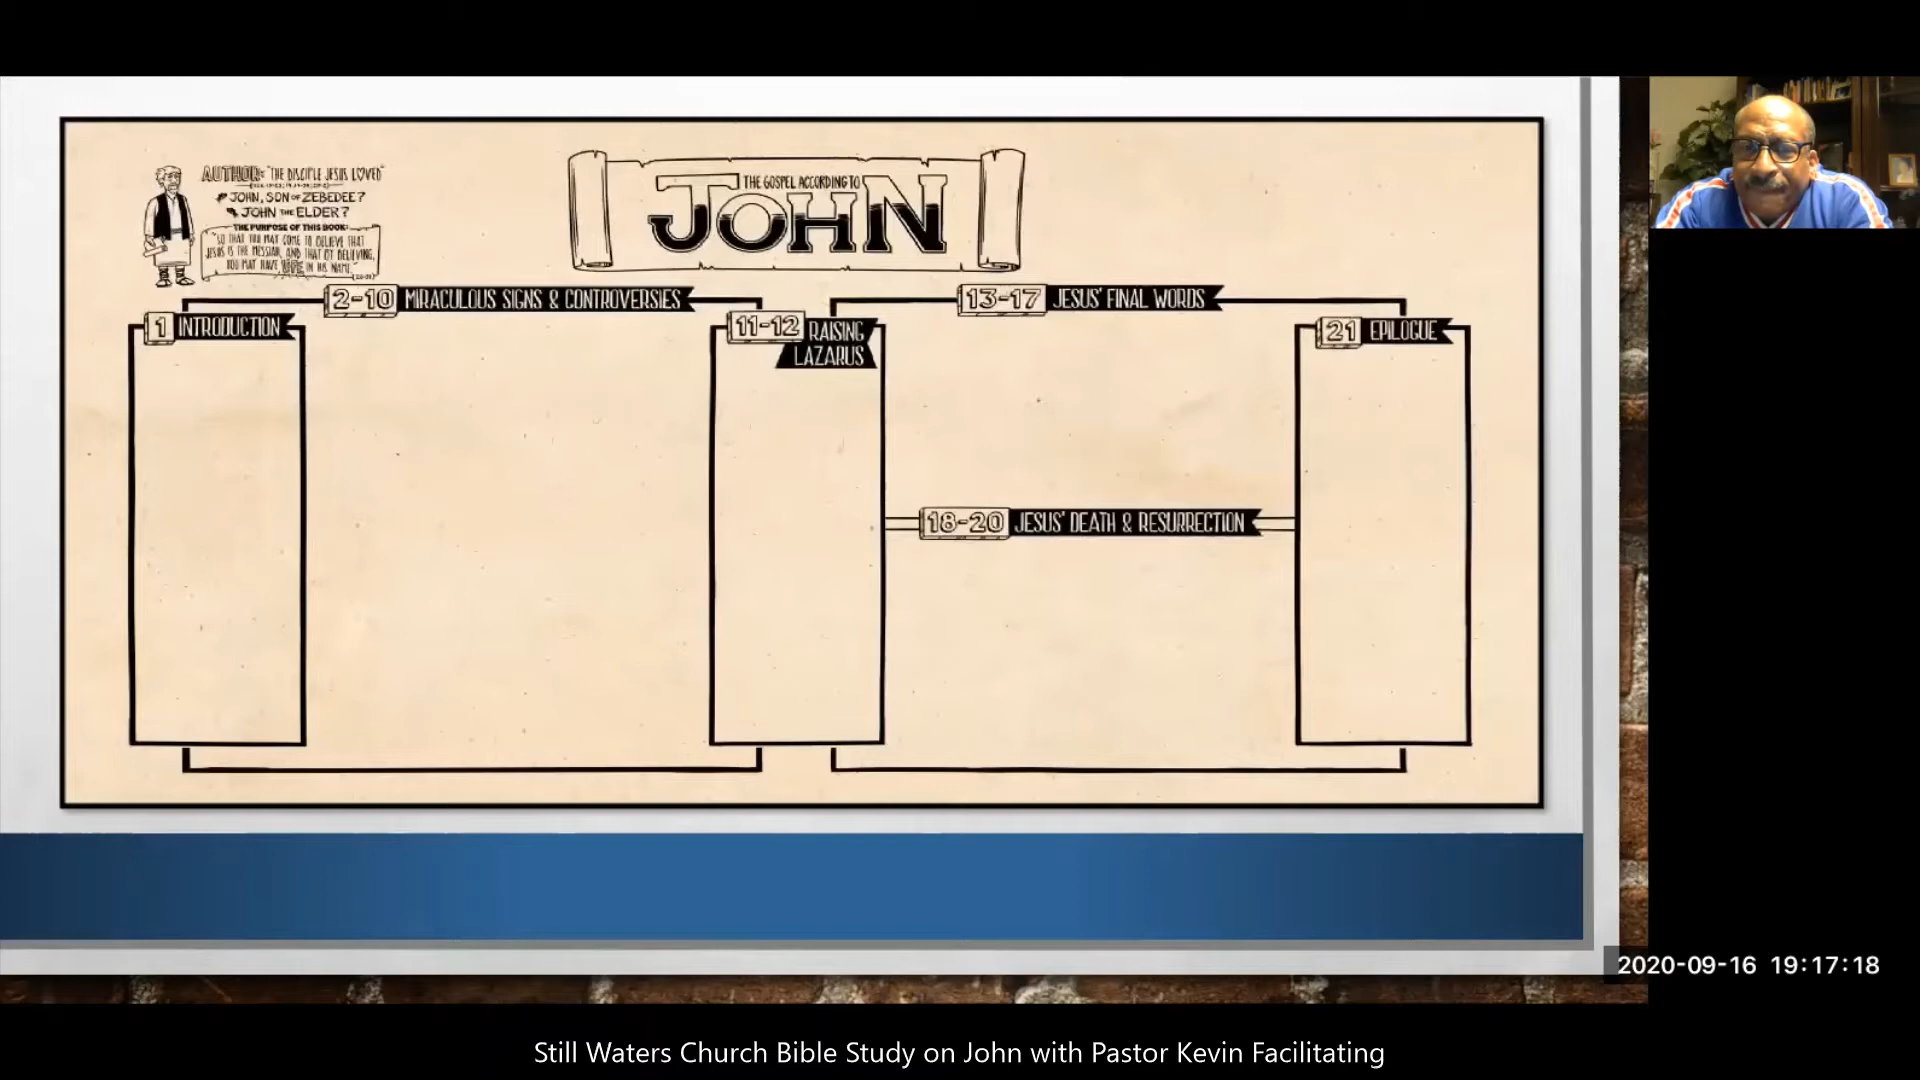 AUTHOR: "THE DISCIPLE JESUS LOVED"
JOHN, SON OF ZEBEDEE?
JOHN THE ELDER?
THE PURPOSE OF THIS BOOK:
"SO THAT YOU MAY COME TO BELIEVE THAT
JESUS IS THE MESSIAH, AND THAT BY BELIEVING,
YOU MAY HAVE LIFE IN HIS NAME."
THE GOSPEL ACCORDING TO
JOHN
2-10 MIRACULOUS SIGNS & CONTROVERSIES
13-17 JESUS' FINAL WORDS
1 INTRODUCTION
11-12 RAISING
LAZARUS
21 EPILOGUE
18-20 JESUS' DEATH & RESURRECTION
2020-09-16 19:17:18
Still Waters Church Bible Study on John with Pastor Kevin Facilitating